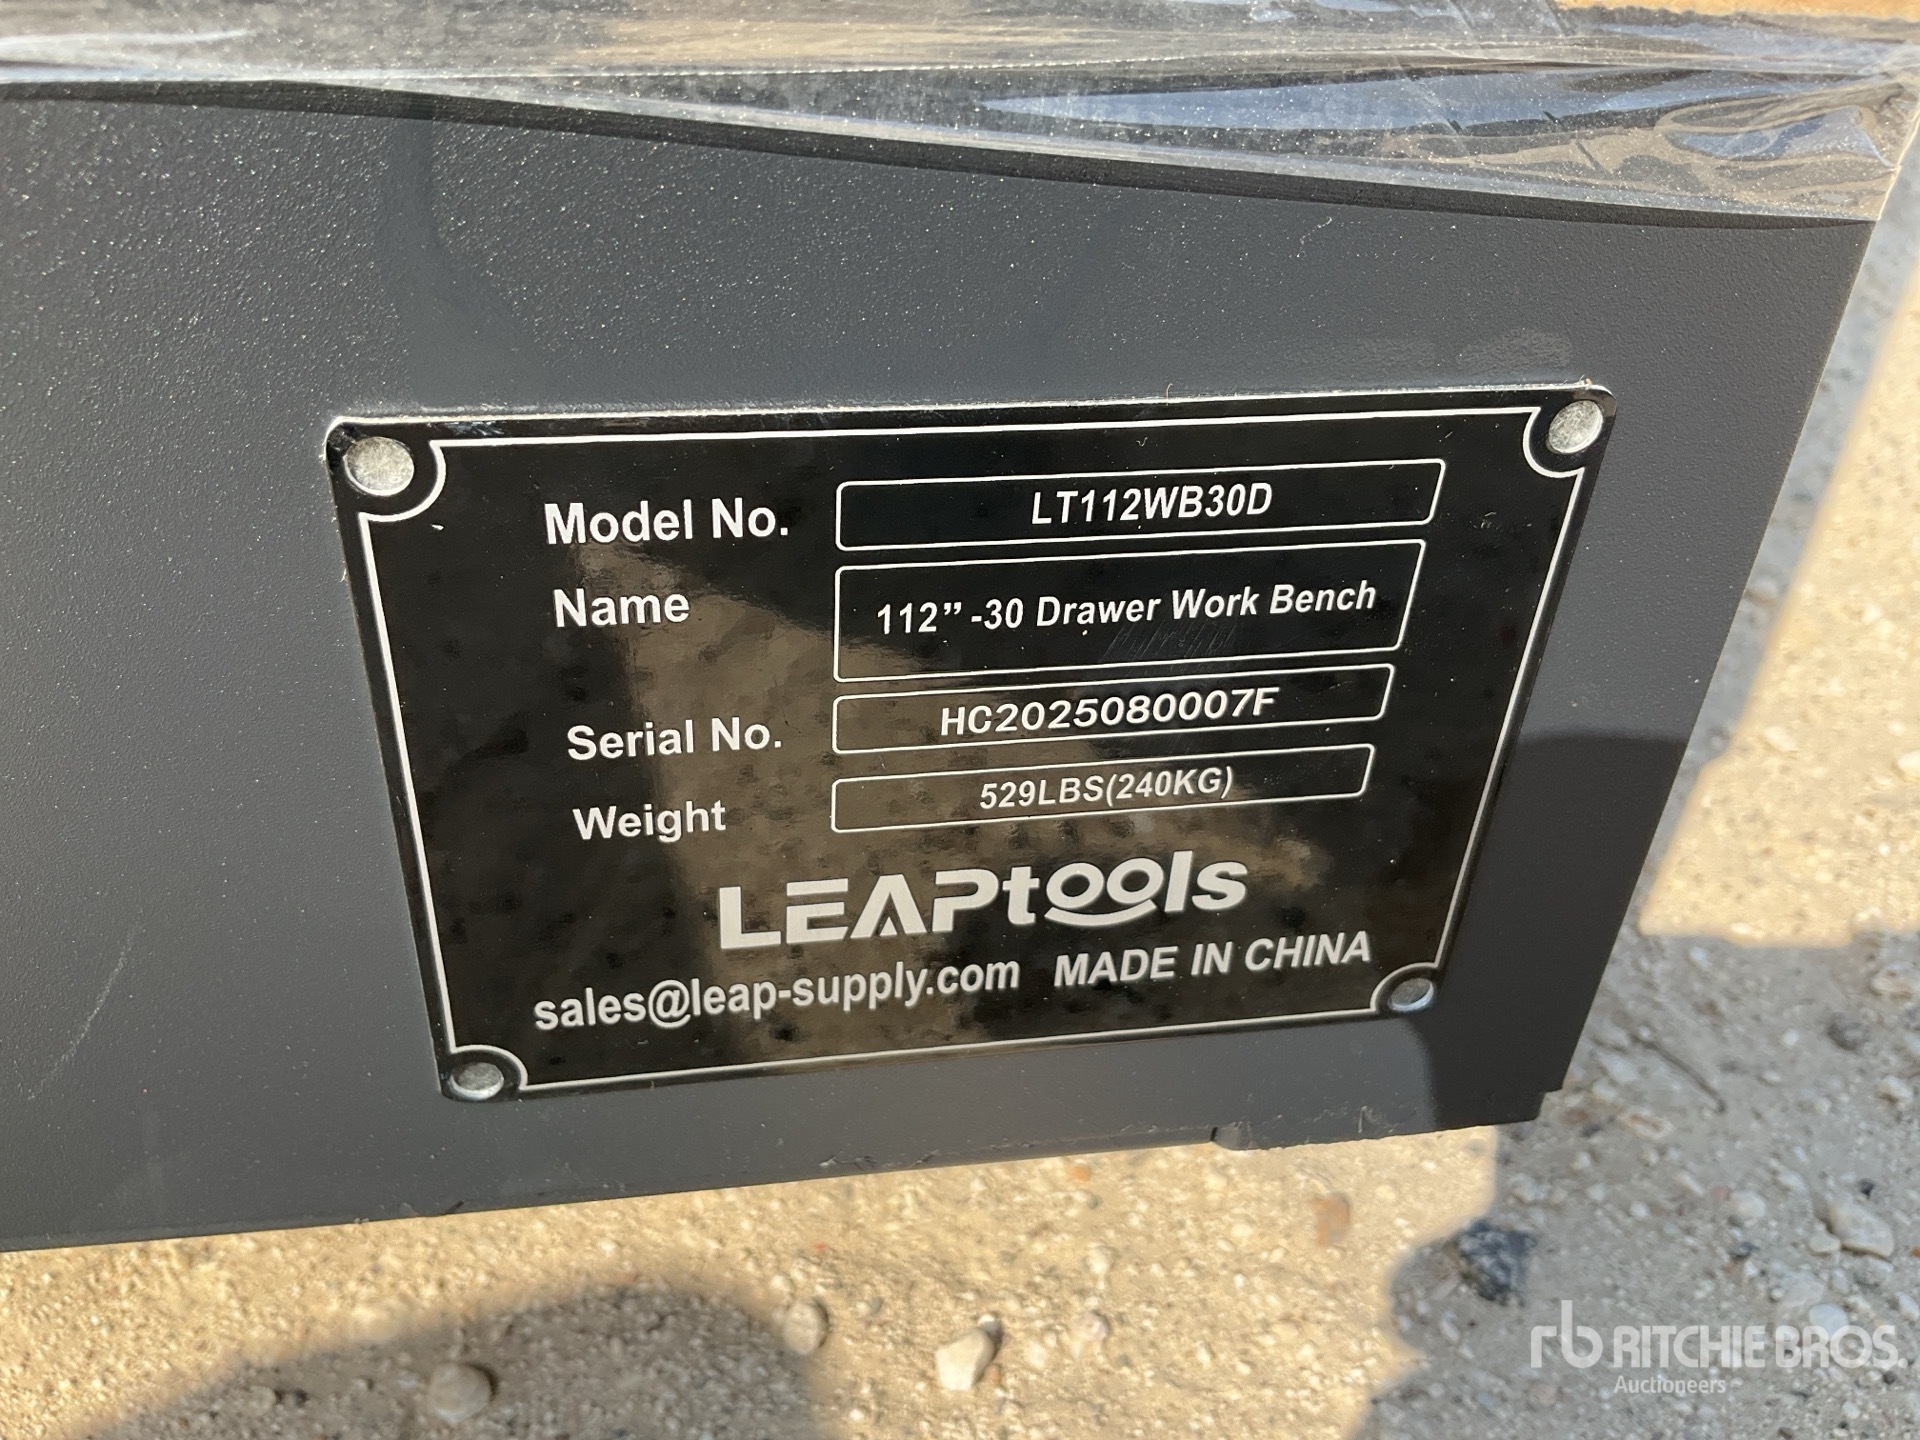 Model No. LT112WB30D
Name 112” -30 Drawer Work Bench
Serial No. HC2025080007F
Weight 529LBS(240KG)
LEAPtools
sales@leap-supply.com MADE IN CHINA
rb RITCHIE BROS.
Auctioneers